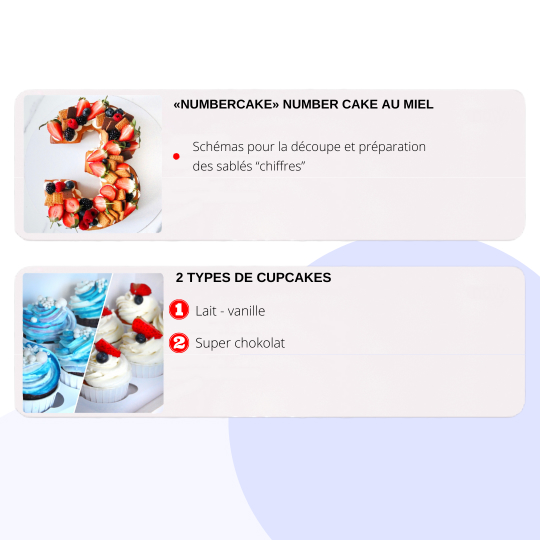 «NUMBERCAKE» NUMBER CAKE AU MIEL
Schémas pour la découpe et préparation
des sablés “chiffres”
2 TYPES DE CUPCAKES
1 Lait - vanille
2 Super chokolat